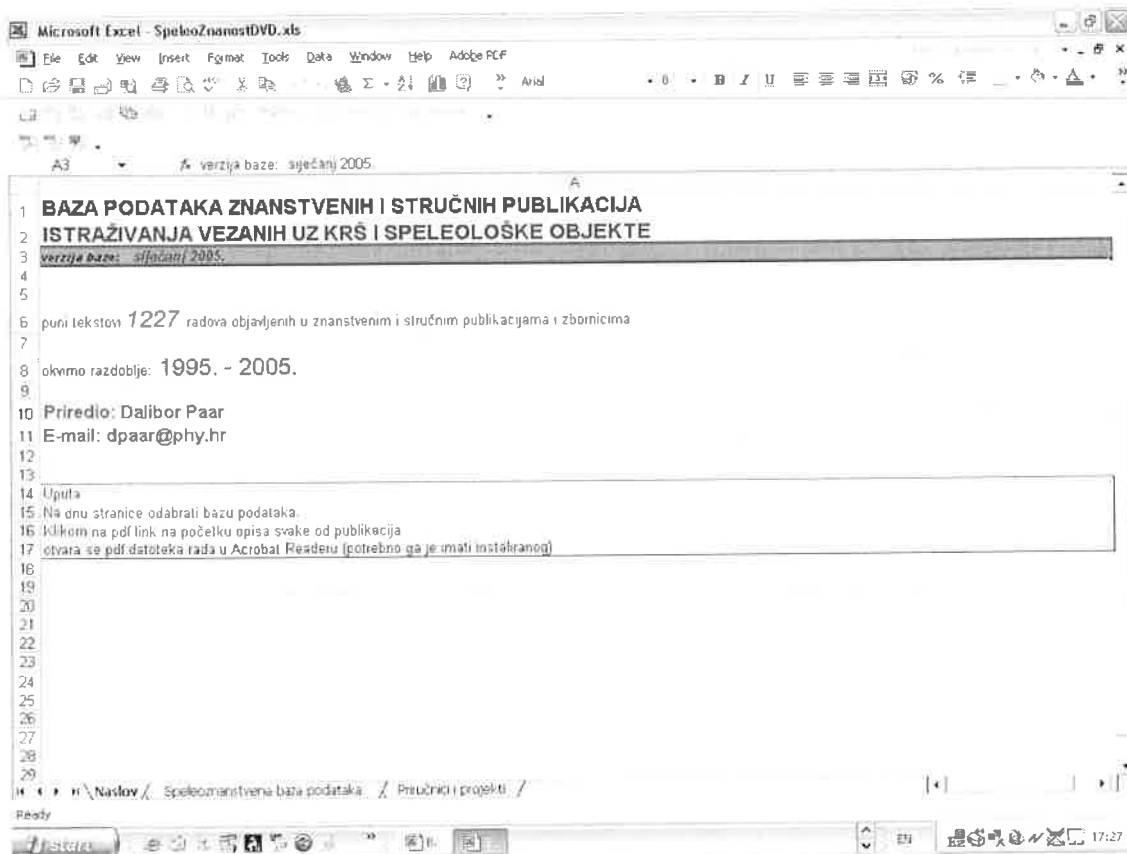 Microsoft Excel - SpeleoZnanostDVD.xls
File Edit View Insert Format Tools Data Window Help Adobe PDF
Arial B I U %
A3 verzija baze: siječanj 2005.
A
1 BAZA PODATAKA ZNANSTVENIH I STRUČNIH PUBLIKACIJA
2 ISTRAŽIVANJA VEZANIH UZ KRŠ I SPELEOLOŠKE OBJEKTE
3 verzija baze: siječanj 2005.
4
5
6 puni tekstovi 1227 radova objavljenih u znanstvenim i stručnim publikacijama i zbornicima
7
8 okvirno razdoblje: 1995. - 2005.
9
10 Priredio: Dalibor Paar
11 E-mail: dpaar@phy.hr
12
13
14 Uputa
15 Na dnu stranice odabrati bazu podataka.
16 Klikom na pdf link na početku opisa svake od publikacija
17 otvara se pdf datoteka rada u Acrobat Readeru (potrebno ga je imati instaliranog)
18
19
20
21
22
23
24
25
26
27
28
29
Naslov / Speleoznanstvena baza podataka / Priručnici i projekti /
Ready
start EN 17:27